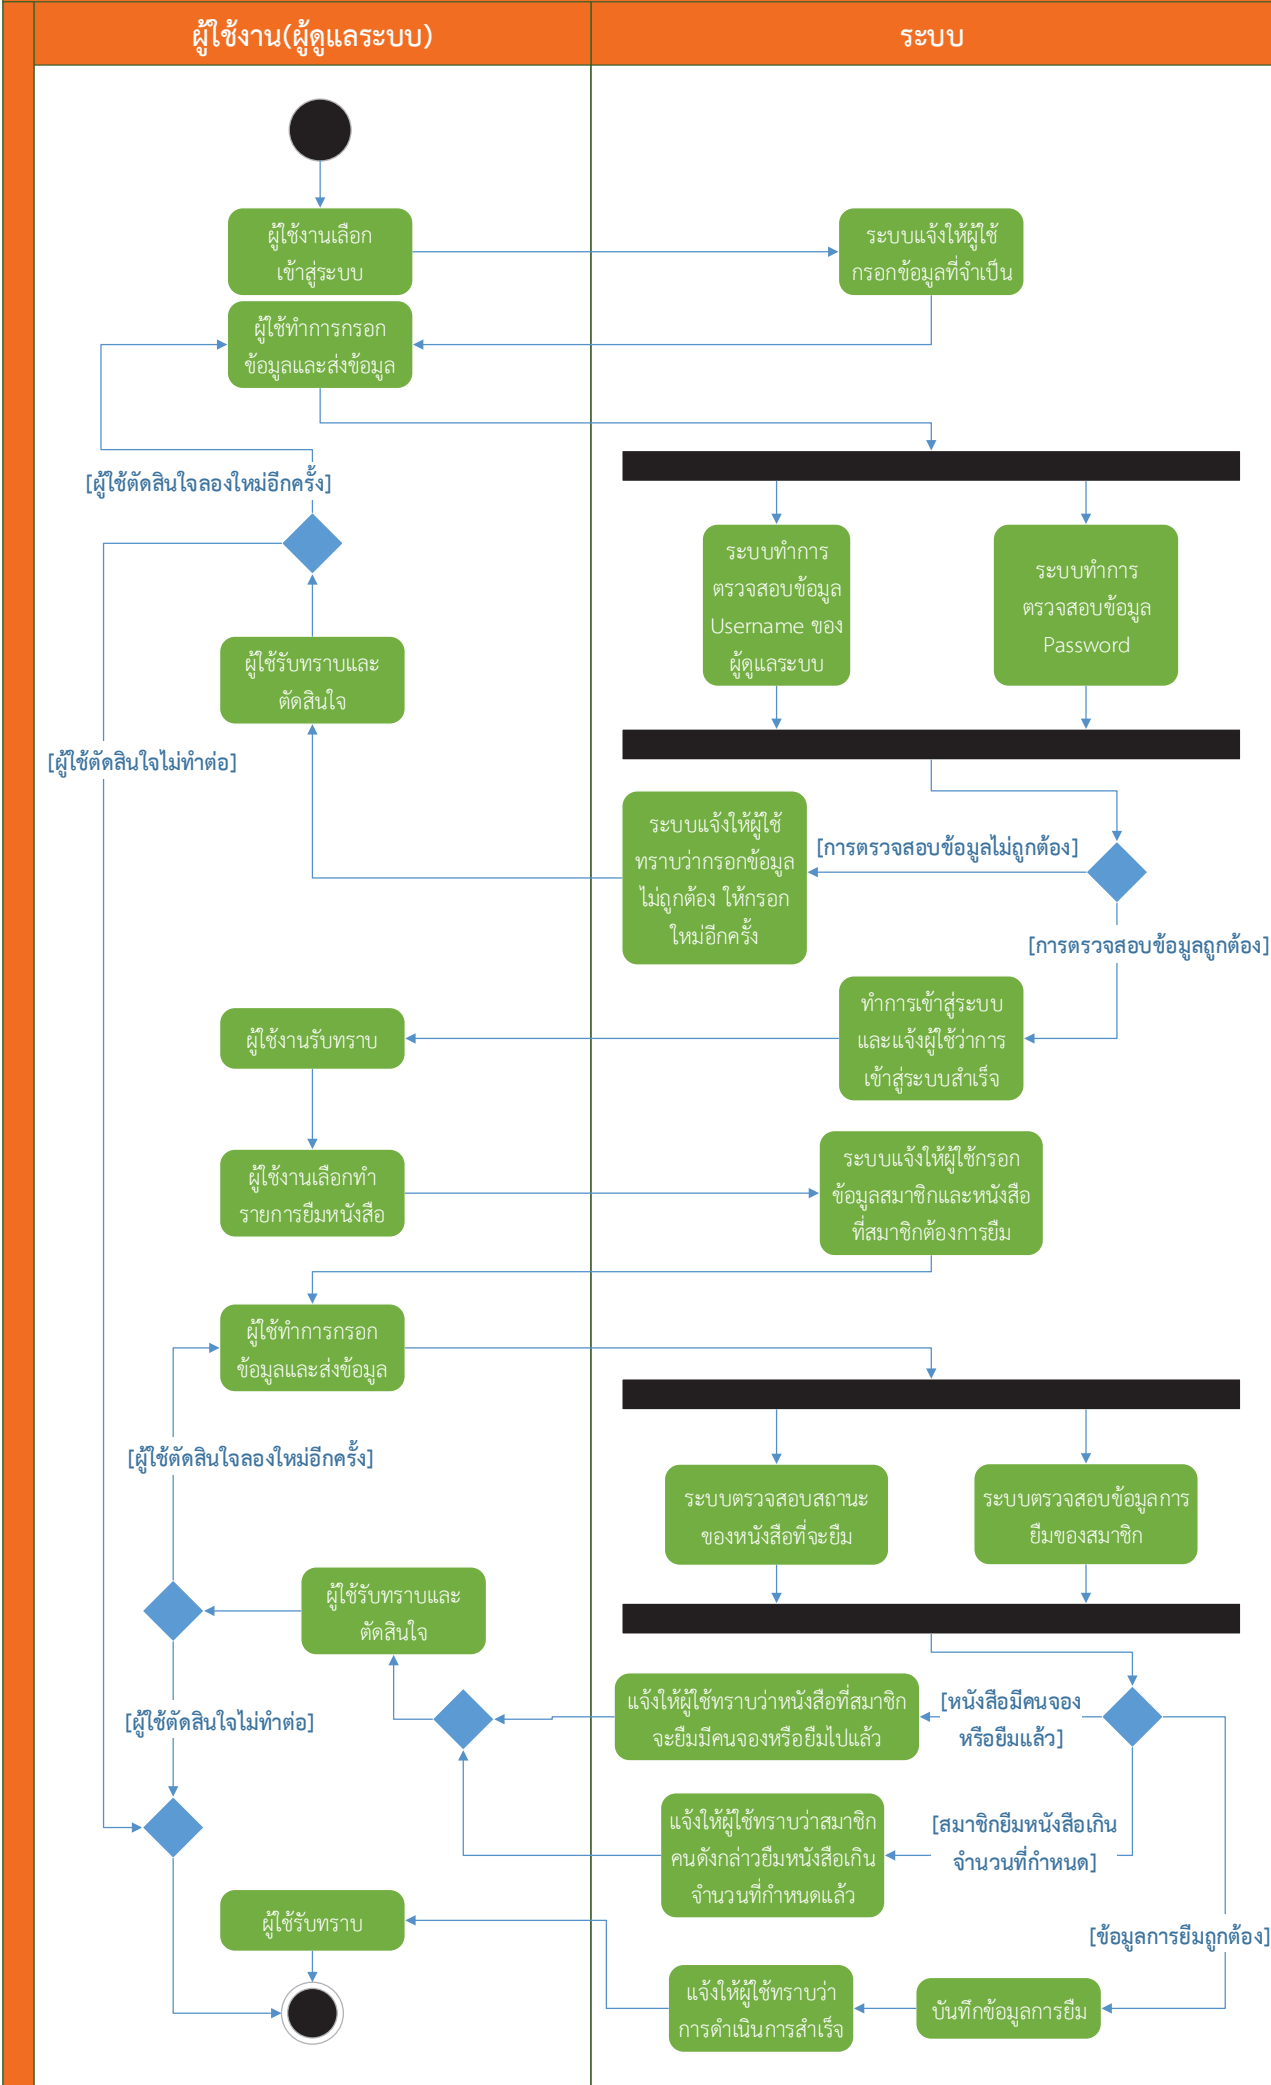 ผู้ใช้งาน(ผู้ดูแลระบบ)
ระบบ
ผู้ใช้งานเลือก
เข้าสู่ระบบ
ระบบแจ้งให้ผู้ใช้
กรอกข้อมูลที่จำเป็น
ผู้ใช้ทำการกรอก
ข้อมูลและส่งข้อมูล
[ผู้ใช้ตัดสินใจลองใหม่อีกครั้ง]
ระบบทำการ
ตรวจสอบข้อมูล
Username ของ
ผู้ดูแลระบบ
ระบบทำการ
ตรวจสอบข้อมูล
Password
ผู้ใช้รับทราบและ
ตัดสินใจ
[ผู้ใช้ตัดสินใจไม่ทำต่อ]
ระบบแจ้งให้ผู้ใช้
ทราบว่ากรอกข้อมูล
ไม่ถูกต้อง ให้กรอก
ใหม่อีกครั้ง
[การตรวจสอบข้อมูลไม่ถูกต้อง]
[การตรวจสอบข้อมูลถูกต้อง]
ทำการเข้าสู่ระบบ
และแจ้งผู้ใช้ว่าการ
เข้าสู่ระบบสำเร็จ
ผู้ใช้งานรับทราบ
ผู้ใช้งานเลือกทำ
รายการยืมหนังสือ
ระบบแจ้งให้ผู้ใช้กรอก
ข้อมูลสมาชิกและหนังสือ
ที่สมาชิกต้องการยืม
ผู้ใช้ทำการกรอก
ข้อมูลและส่งข้อมูล
[ผู้ใช้ตัดสินใจลองใหม่อีกครั้ง]
ระบบตรวจสอบสถานะ
ของหนังสือที่จะยืม
ระบบตรวจสอบข้อมูลการ
ยืมของสมาชิก
ผู้ใช้รับทราบและ
ตัดสินใจ
[ผู้ใช้ตัดสินใจไม่ทำต่อ]
แจ้งให้ผู้ใช้ทราบว่าหนังสือที่สมาชิก
จะยืมมีคนจองหรือยืมไปแล้ว
[หนังสือมีคนจอง
หรือยืมแล้ว]
แจ้งให้ผู้ใช้ทราบว่าสมาชิก
คนดังกล่าวยืมหนังสือเกิน
จำนวนที่กำหนดแล้ว
[สมาชิกยืมหนังสือเกิน
จำนวนที่กำหนด]
ผู้ใช้รับทราบ
[ข้อมูลการยืมถูกต้อง]
แจ้งให้ผู้ใช้ทราบว่า
การดำเนินการสำเร็จ
บันทึกข้อมูลการยืม